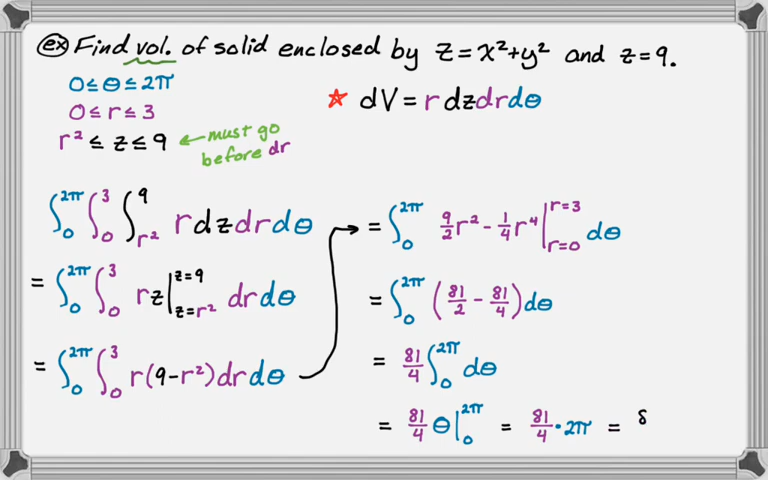 ex Find vol. of solid enclosed by z = x² + y² and z = 9.
0 ≤ θ ≤ 2π
0 ≤ r ≤ 3
r² ≤ z ≤ 9 ← must go before dr
☆ dV = r dz dr dθ
∫₀^{2π} ∫₀^{3} ∫_{r²}^{9} r dz dr dθ
= ∫₀^{2π} ∫₀^{3} rz |_{z=r²}^{z=9} dr dθ
= ∫₀^{2π} ∫₀^{3} r(9 - r²) dr dθ
= ∫₀^{2π} 9/2 r² - 1/4 r⁴ |_{r=0}^{r=3} dθ
= ∫₀^{2π} (81/2 - 81/4) dθ
= 81/4 ∫₀^{2π} dθ
= 81/4 θ |₀^{2π} = 81/4 · 2π = 8